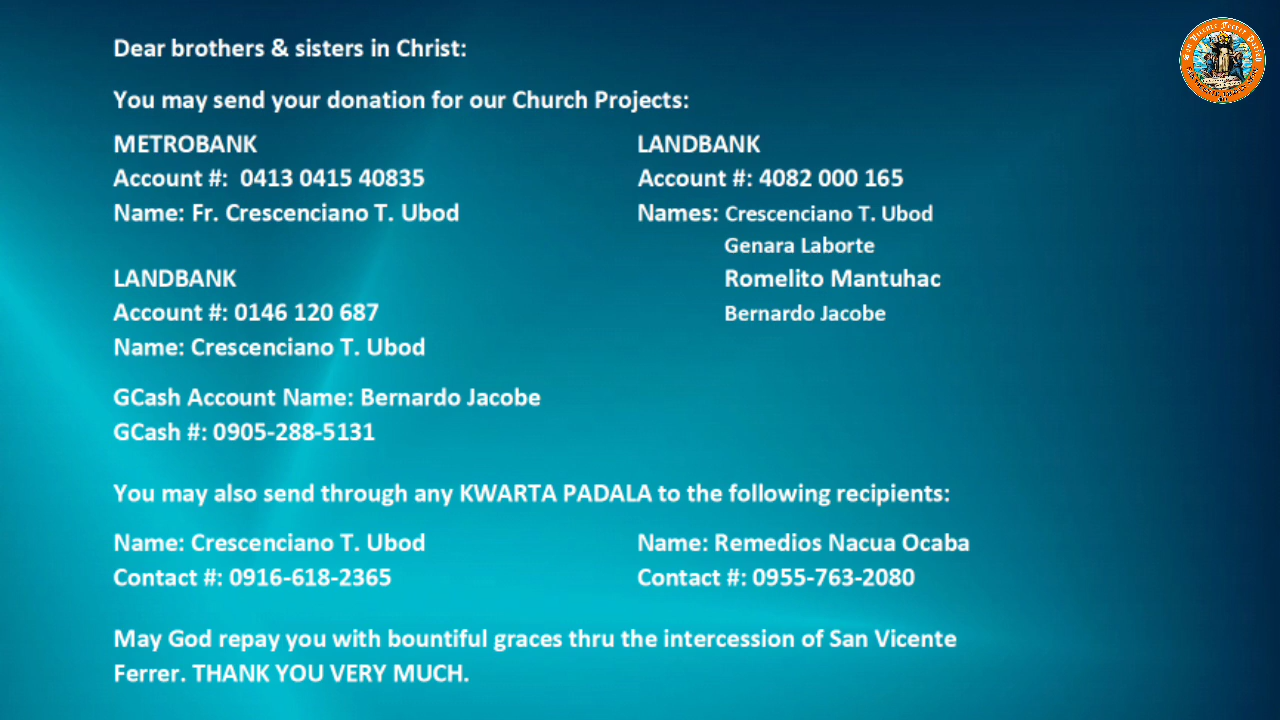 Dear brothers & sisters in Christ:
You may send your donation for our Church Projects:
METROBANK
Account #: 0413 0415 40835
Name: Fr. Crescenciano T. Ubod
LANDBANK
Account #: 0146 120 687
Name: Crescenciano T. Ubod
LANDBANK
Account #: 4082 000 165
Names: Crescenciano T. Ubod
Genara Laborte
Romelito Mantuhac
Bernardo Jacobe
GCash Account Name: Bernardo Jacobe
GCash #: 0905-288-5131
You may also send through any KWARTA PADALA to the following recipients:
Name: Crescenciano T. Ubod
Contact #: 0916-618-2365
Name: Remedios Nacua Ocaba
Contact #: 0955-763-2080
May God repay you with bountiful graces thru the intercession of San Vicente
Ferrer. THANK YOU VERY MUCH.
San Vicente Ferrer Parish